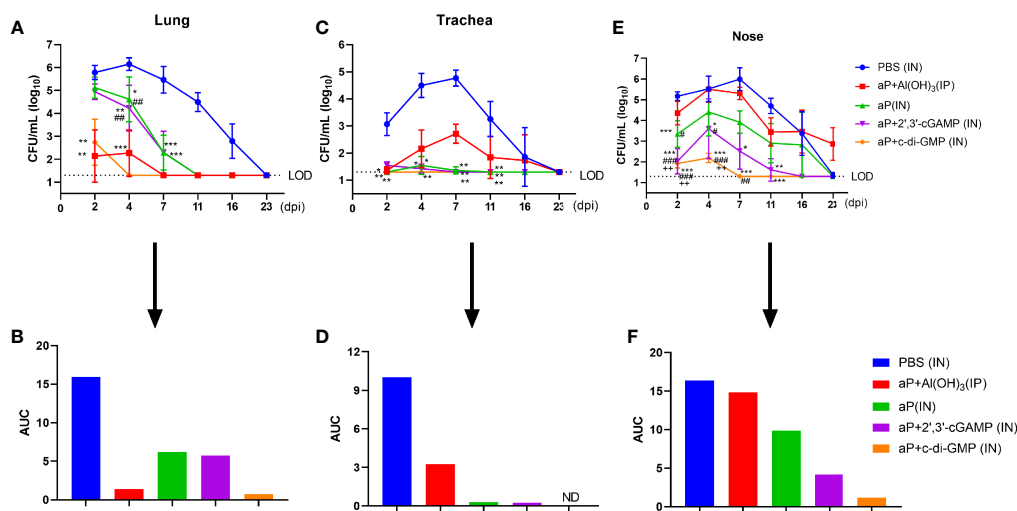 A
Lung
CFU/mL (log10)
7
6
5
4
3
2
1
* 
##
**
##
***
***
**
**
***
LOD
0
2
4
7
11
16
23
(dpi)
C
Trachea
CFU/mL (log10)
6
5
4
3
2
1
LOD
0
2
4
7
11
16
23
(dpi)
E
Nose
CFU/mL (log10)
7
6
5
4
3
2
1
***
#
***
###
++
***
###
++
*
#
***
###
++
*
***
##
**
***
LOD
0
2
4
7
11
16
23
(dpi)
PBS (IN)
aP+Al(OH)3(IP)
aP(IN)
aP+2',3'-cGAMP (IN)
aP+c-di-GMP (IN)
B
AUC
20
15
10
5
0
D
AUC
12
9
6
3
0
ND
F
AUC
20
15
10
5
0
PBS (IN)
aP+Al(OH)3(IP)
aP(IN)
aP+2',3'-cGAMP (IN)
aP+c-di-GMP (IN)